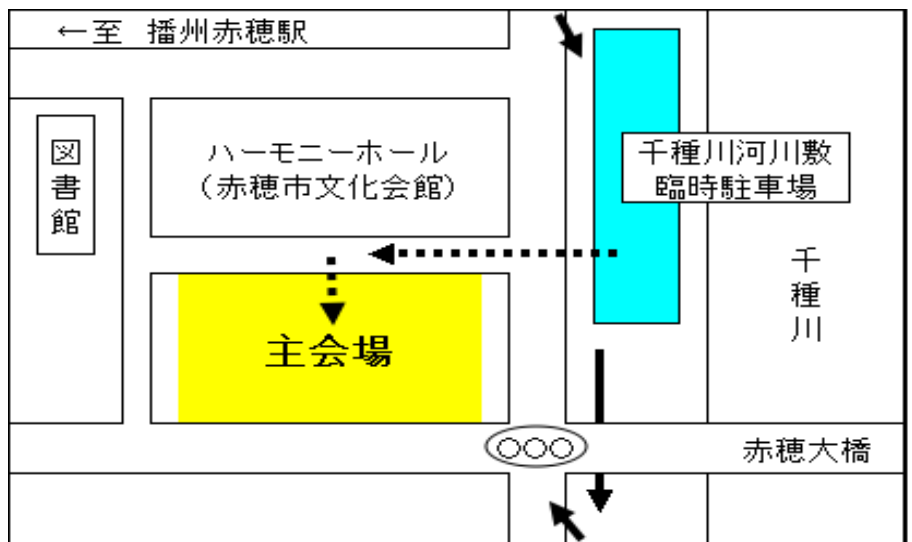 ←至 播州赤穂駅
図書館
ハーモニーホール
(赤穂市文化会館)
千種川河川敷
臨時駐車場
千種川
主会場
赤穂大橋